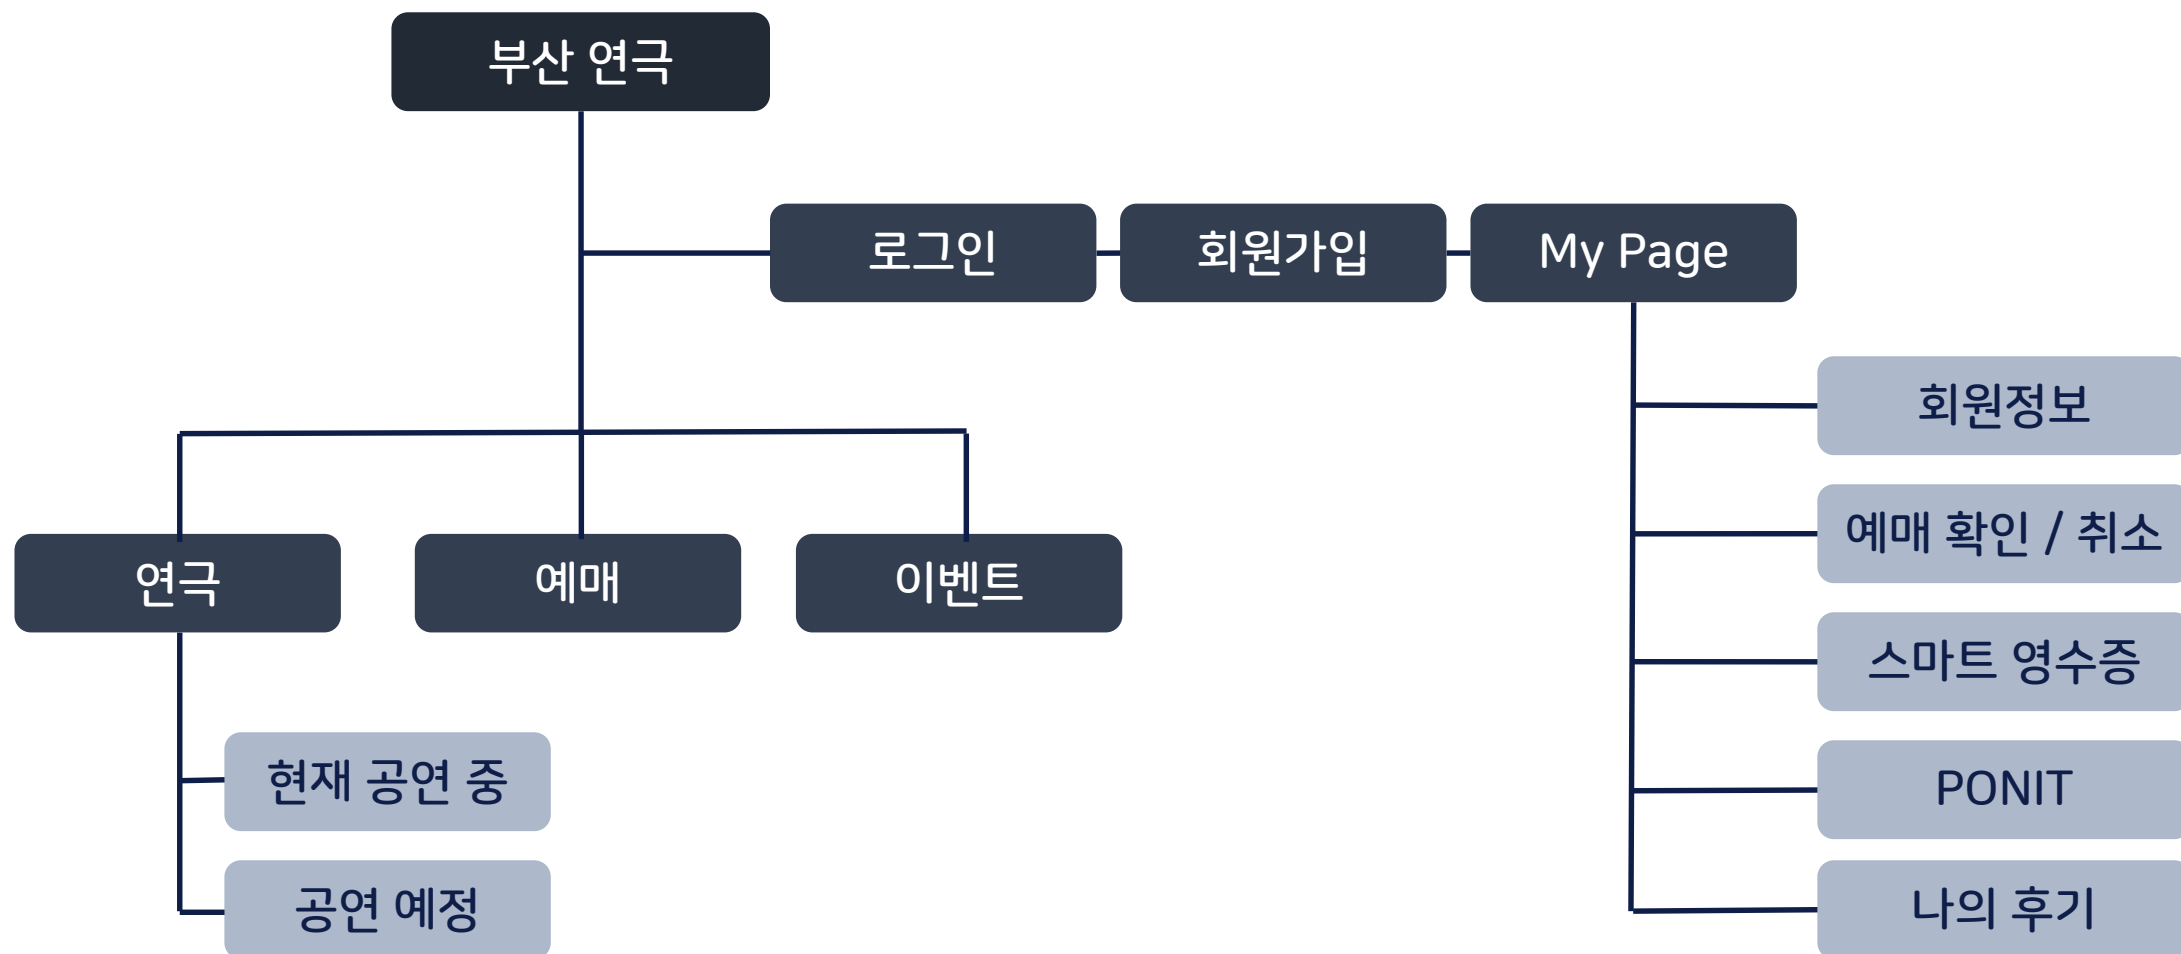 부산 연극
로그인
회원가입
My Page
회원정보
예매 확인 / 취소
스마트 영수증
PONIT
나의 후기
연극
예매
이벤트
현재 공연 중
공연 예정